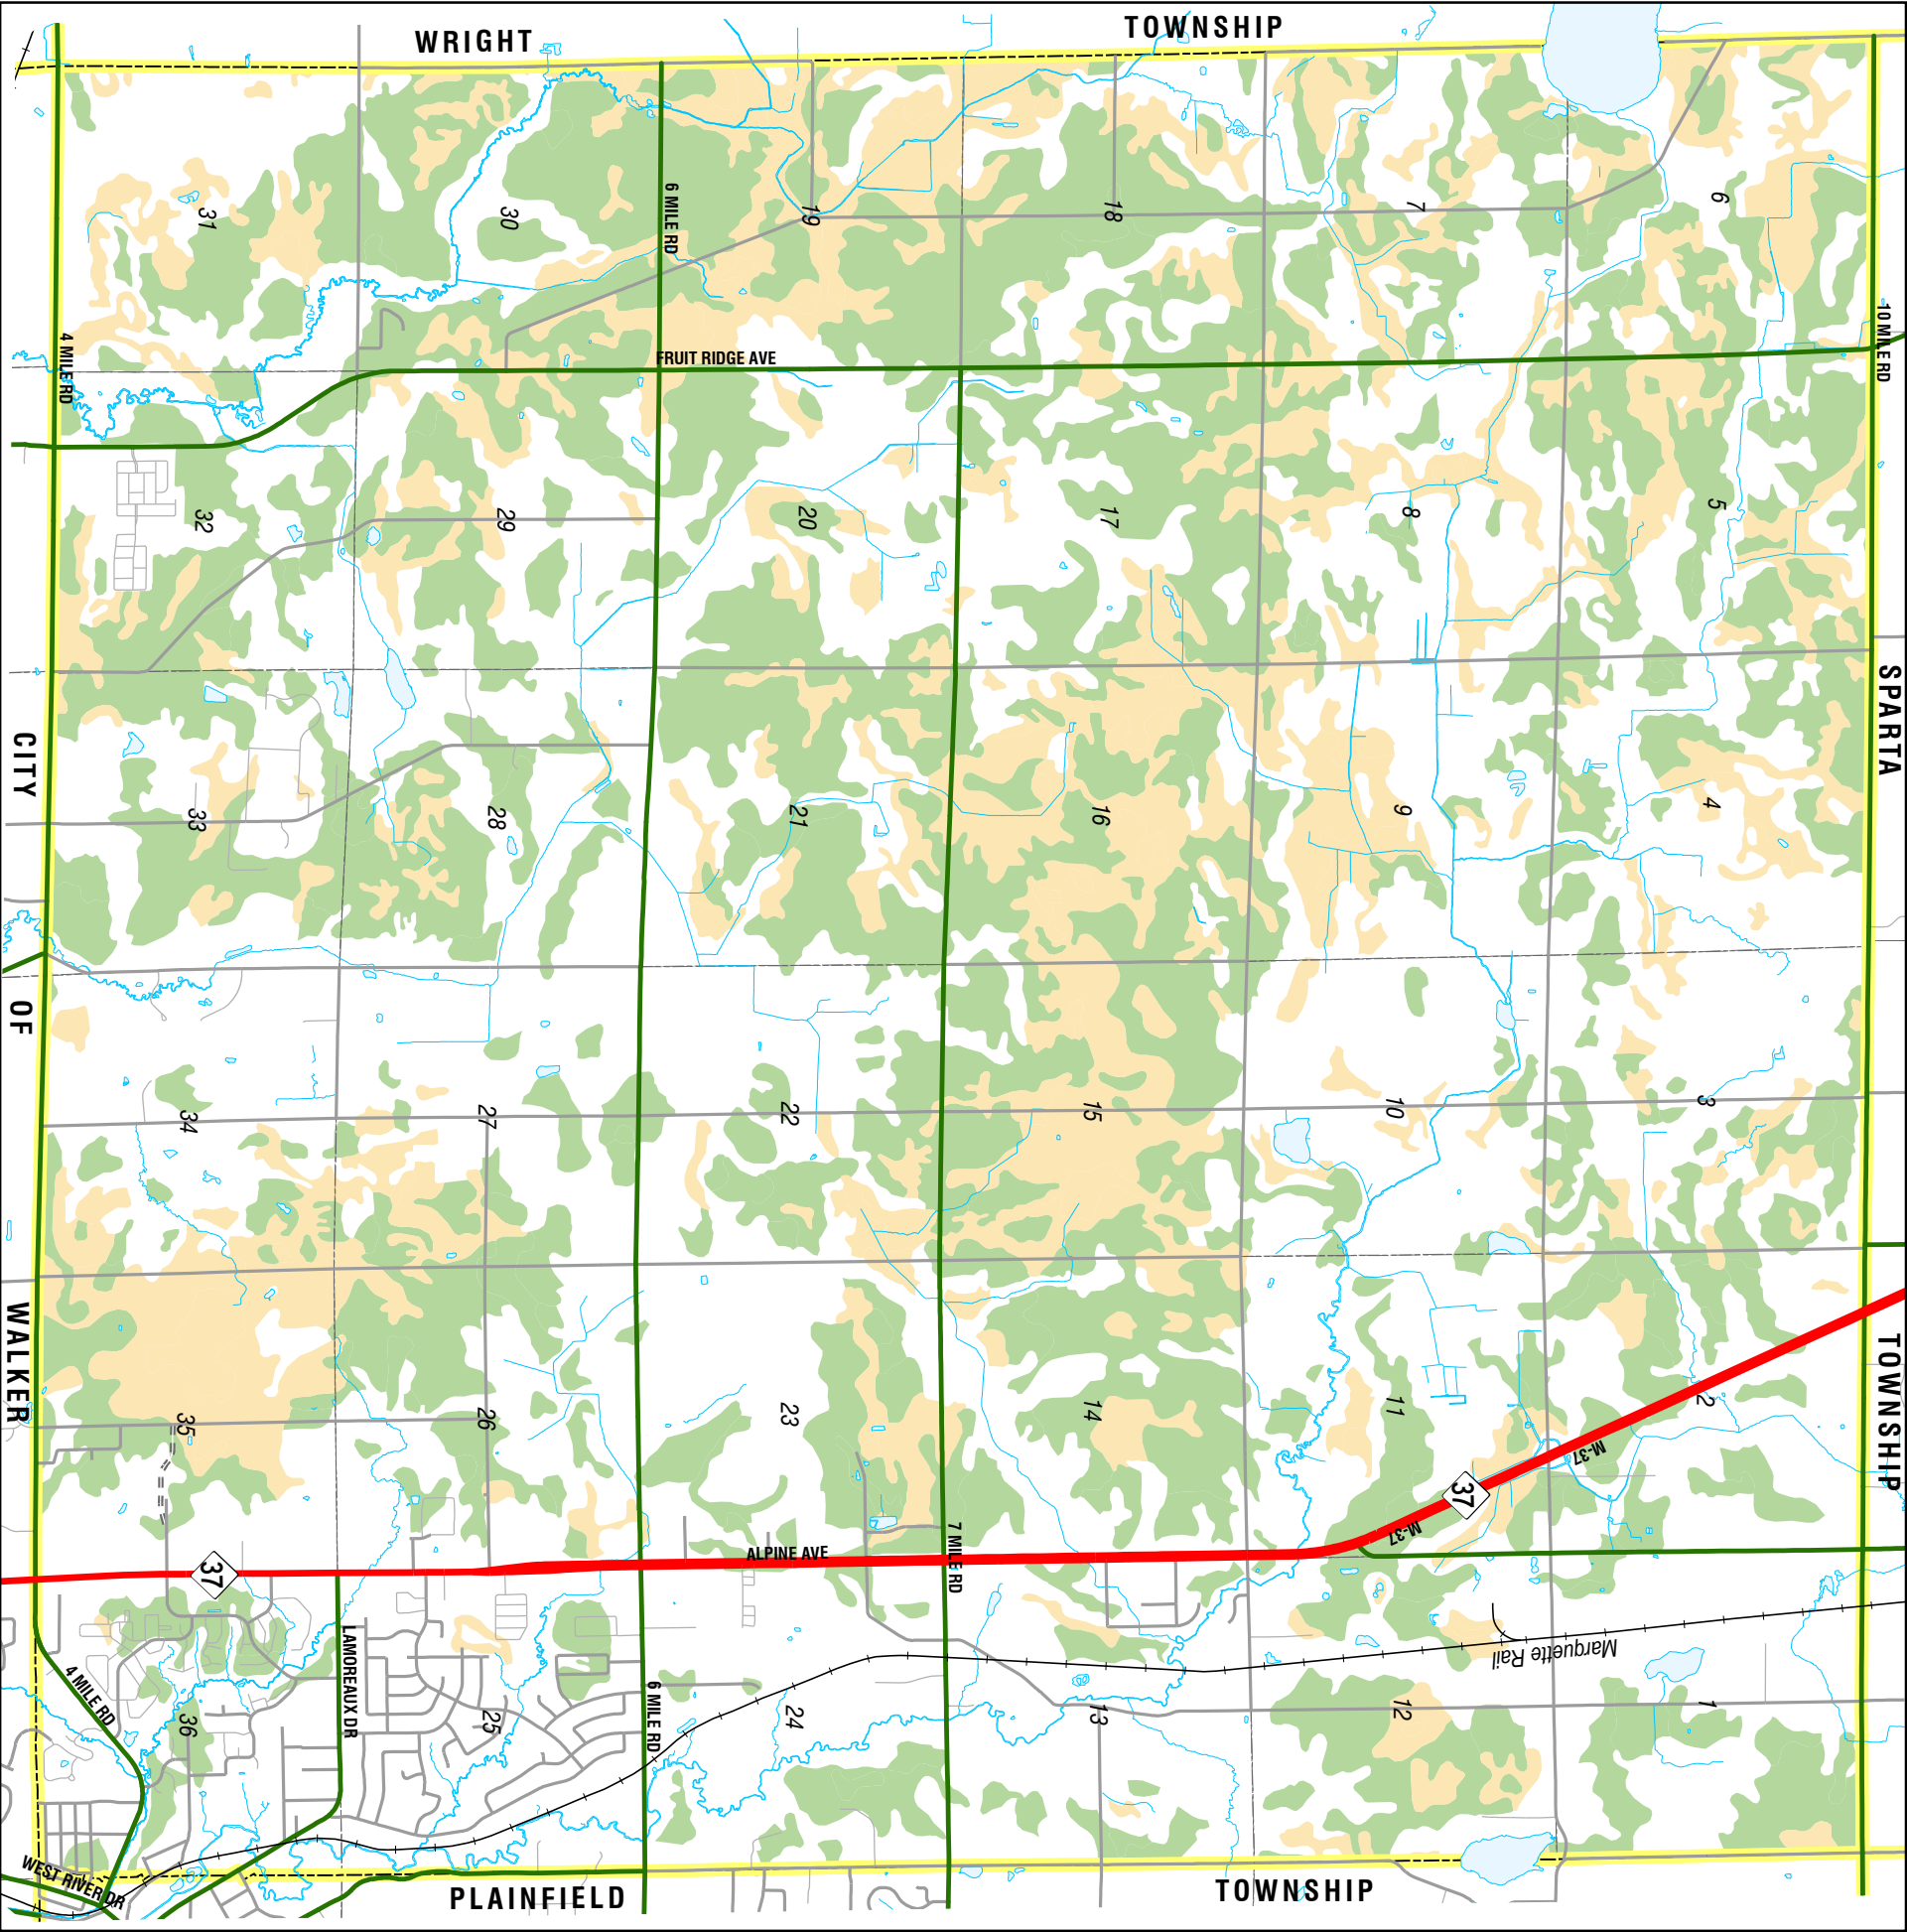 WRIGHT TOWNSHIP
6 MILE RD
31
30
19
18
7
6
4 MILE RD
FRUIT RIDGE AVE
10 MILE RD
32
29
20
17
8
5
SPARTA TOWNSHIP
CITY OF WALKER
33
28
21
16
9
4
34
27
22
15
10
3
35
26
23
14
11
2
M-37
37
M-37
7 MILE RD
ALPINE AVE
37
LAMOREAUX DR
4 MILE RD
6 MILE RD
Marquette Rail
36
25
24
13
12
1
WEST RIVER DR
PLAINFIELD TOWNSHIP